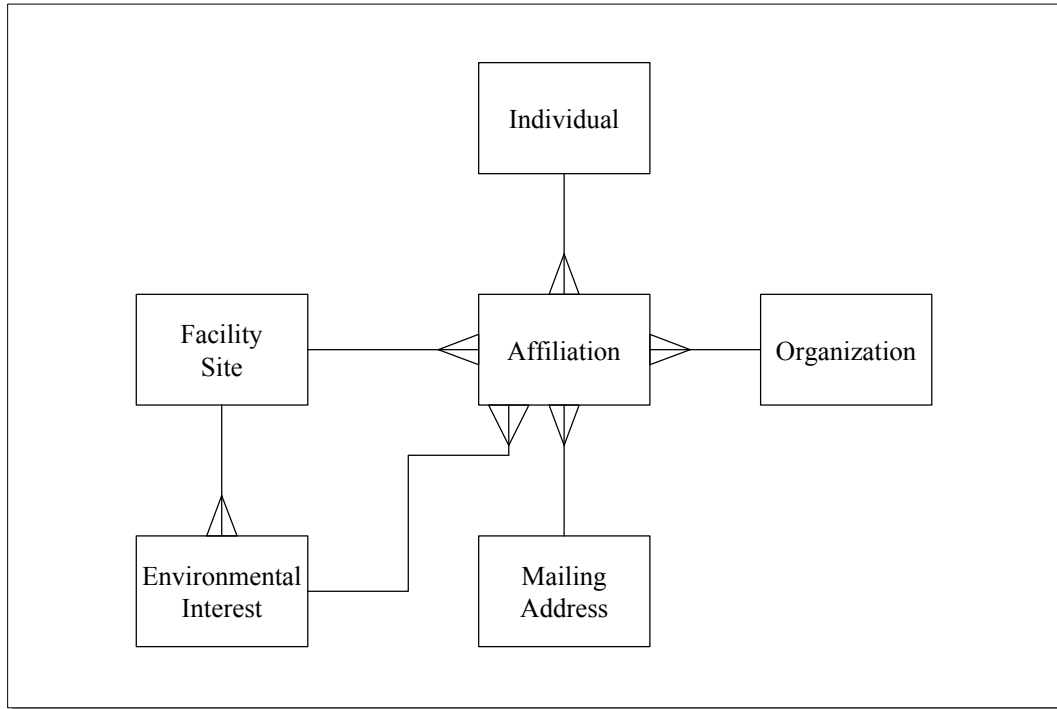 Individual
Facility
Site
Affiliation
Organization
Environmental
Interest
Mailing
Address